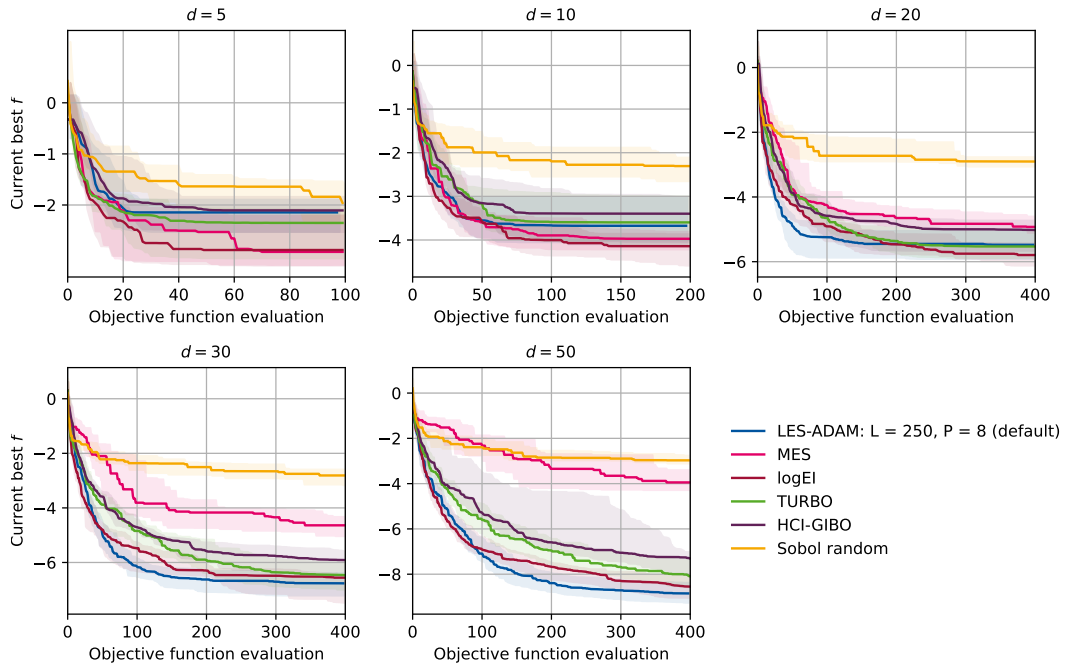 d = 5
d = 10
d = 20
Current best f
0
−1
−2
0 20 40 60 80 100
Objective function evaluation
0
−1
−2
−3
−4
0 50 100 150 200
Objective function evaluation
0
−2
−4
−6
0 100 200 300 400
Objective function evaluation
d = 30
d = 50
Current best f
0
−2
−4
−6
0 100 200 300 400
Objective function evaluation
0
−2
−4
−6
−8
0 100 200 300 400
Objective function evaluation
LES-ADAM: L = 250, P = 8 (default)
MES
logEI
TURBO
HCI-GIBO
Sobol random